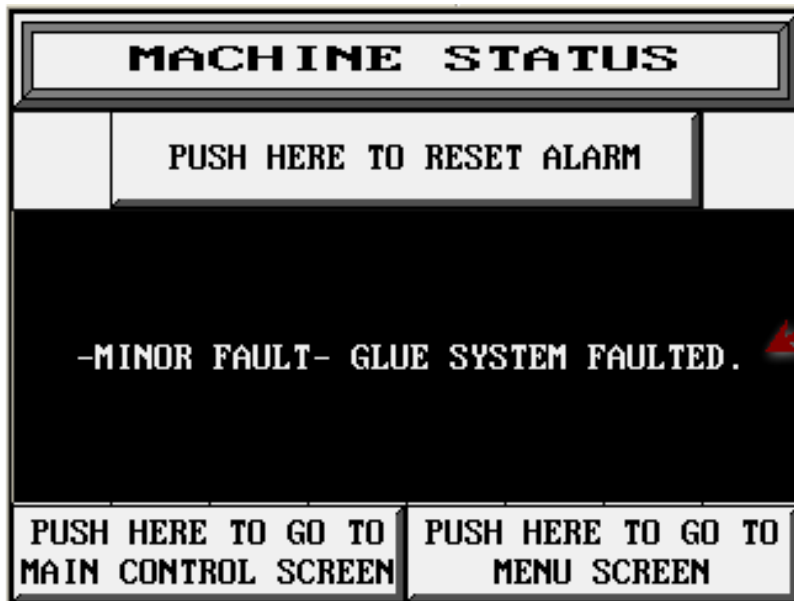 MACHINE STATUS
PUSH HERE TO RESET ALARM
-MINOR FAULT- GLUE SYSTEM FAULTED.
PUSH HERE TO GO TO
MAIN CONTROL SCREEN
PUSH HERE TO GO TO
MENU SCREEN